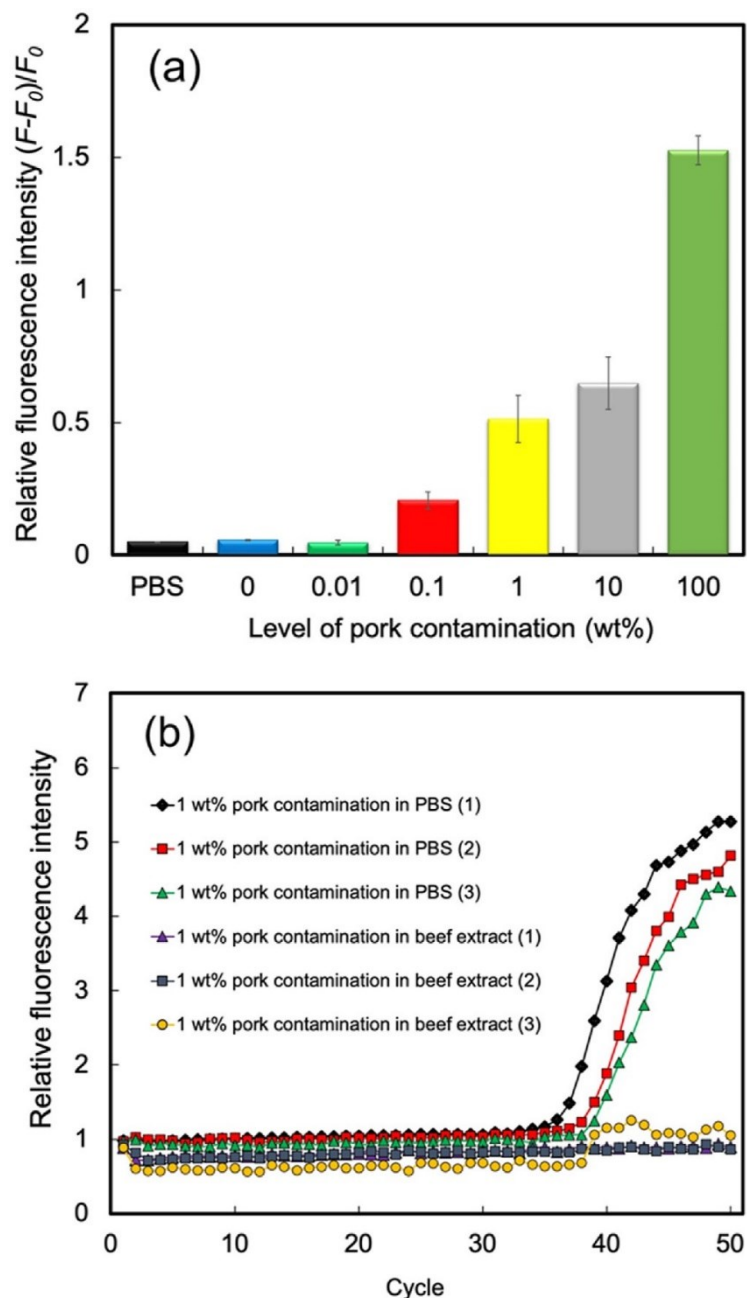 (a)
Relative fluorescence intensity (F-F0)/F0
2
1.5
1
0.5
0
PBS 0 0.01 0.1 1 10 100
Level of pork contamination (wt%)
(b)
Relative fluorescence intensity
7
6
5
4
3
2
1
0
1 wt% pork contamination in PBS (1)
1 wt% pork contamination in PBS (2)
1 wt% pork contamination in PBS (3)
1 wt% pork contamination in beef extract (1)
1 wt% pork contamination in beef extract (2)
1 wt% pork contamination in beef extract (3)
0 10 20 30 40 50
Cycle